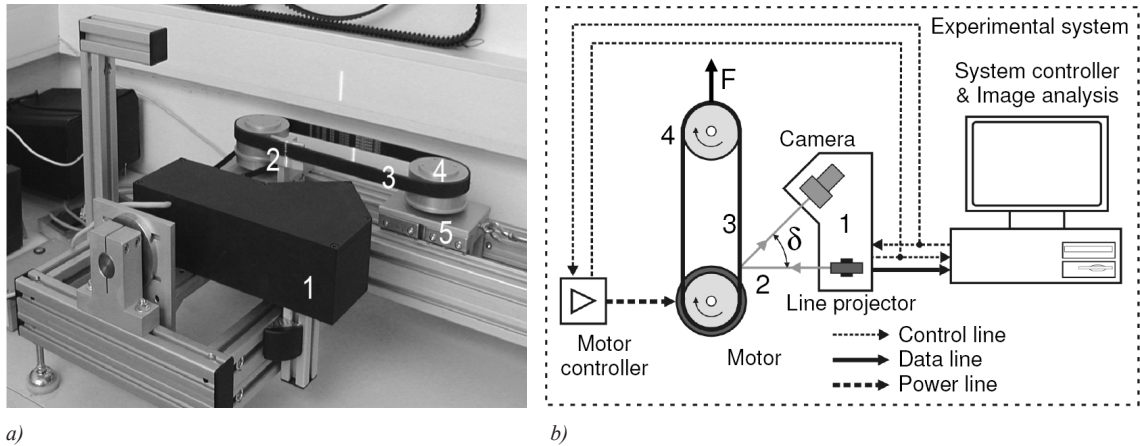 2
3
4
5
1
a)
Experimental system
System controller
& Image analysis
F
4
Camera
3
δ
1
2
Line projector
Motor
controller
Motor
Control line
Data line
Power line
b)